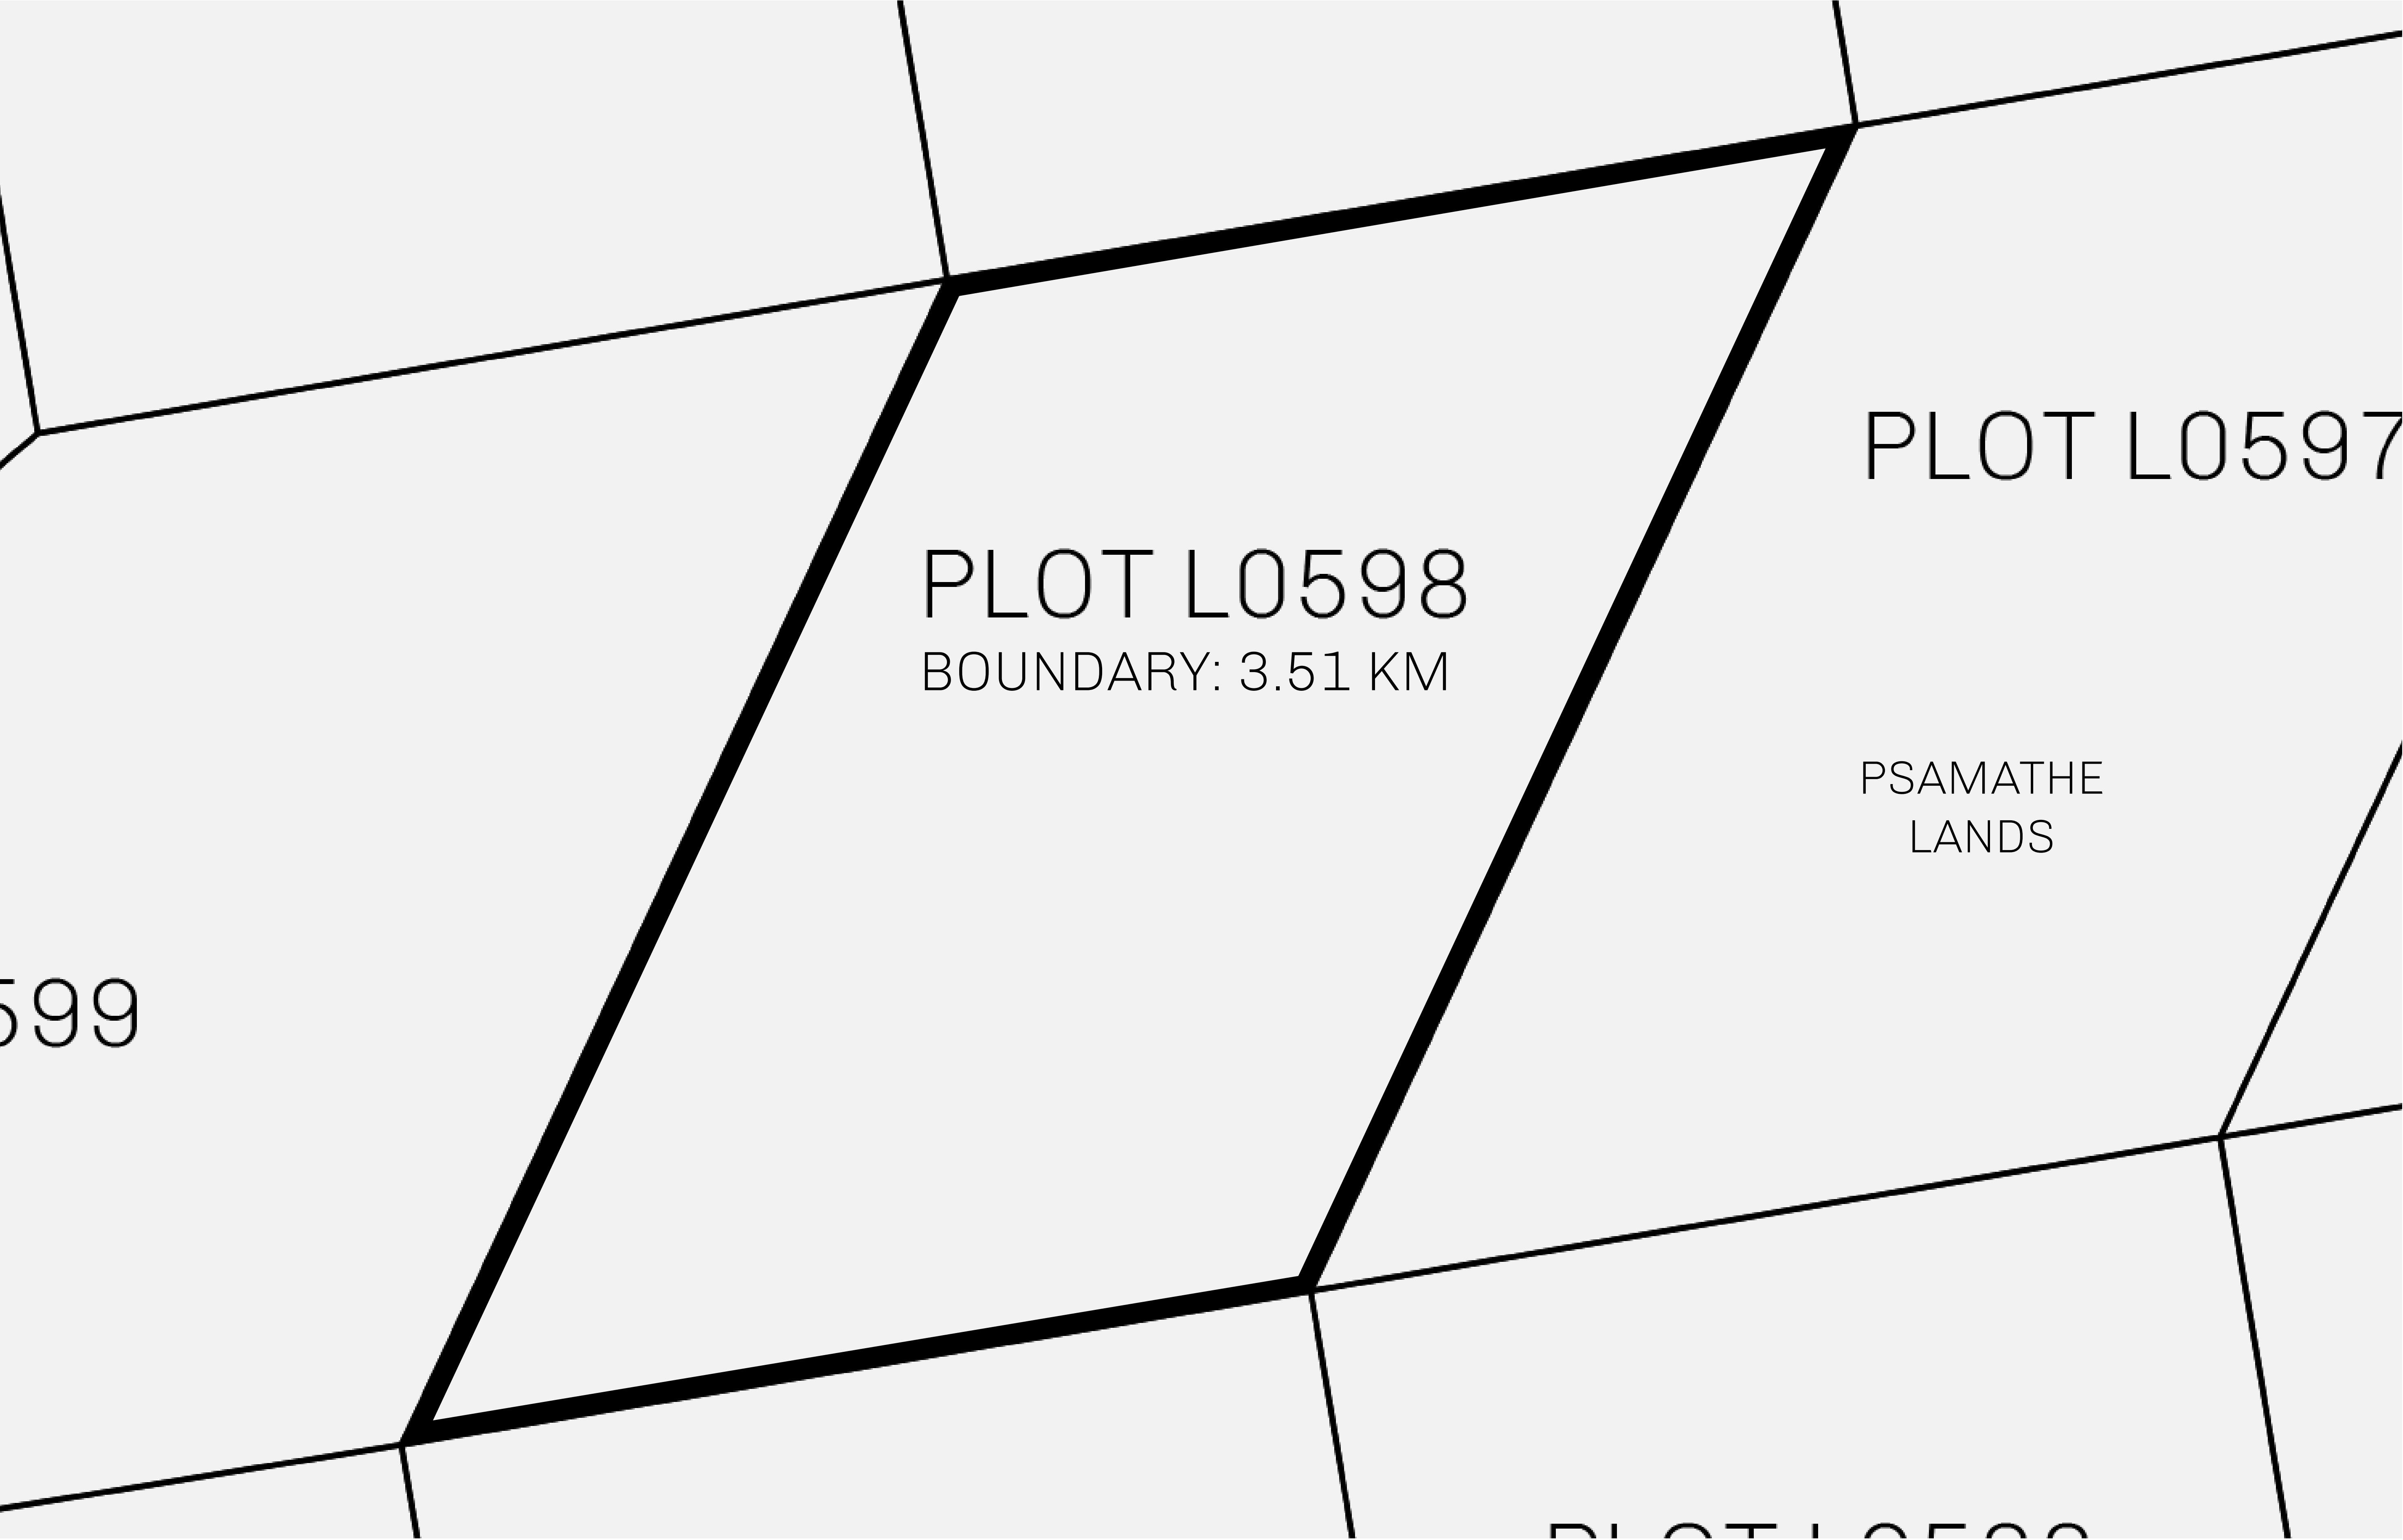 PLOT L0597
PLOT L0598
BOUNDARY: 3.51 KM
PSAMATHE
LANDS
599